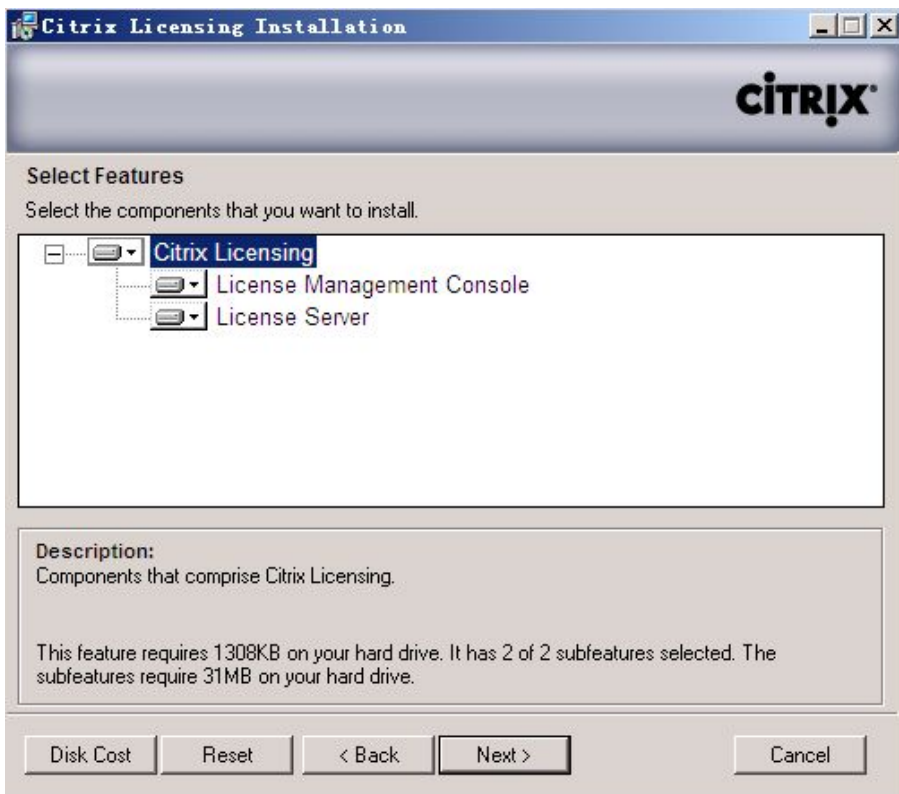 Citrix Licensing Installation
CITRIX
Select Features
Select the components that you want to install.
Citrix Licensing
License Management Console
License Server
Description:
Components that comprise Citrix Licensing.
This feature requires 1308KB on your hard drive. It has 2 of 2 subfeatures selected. The
subfeatures require 31MB on your hard drive.
Disk Cost
Reset
< Back
Next >
Cancel